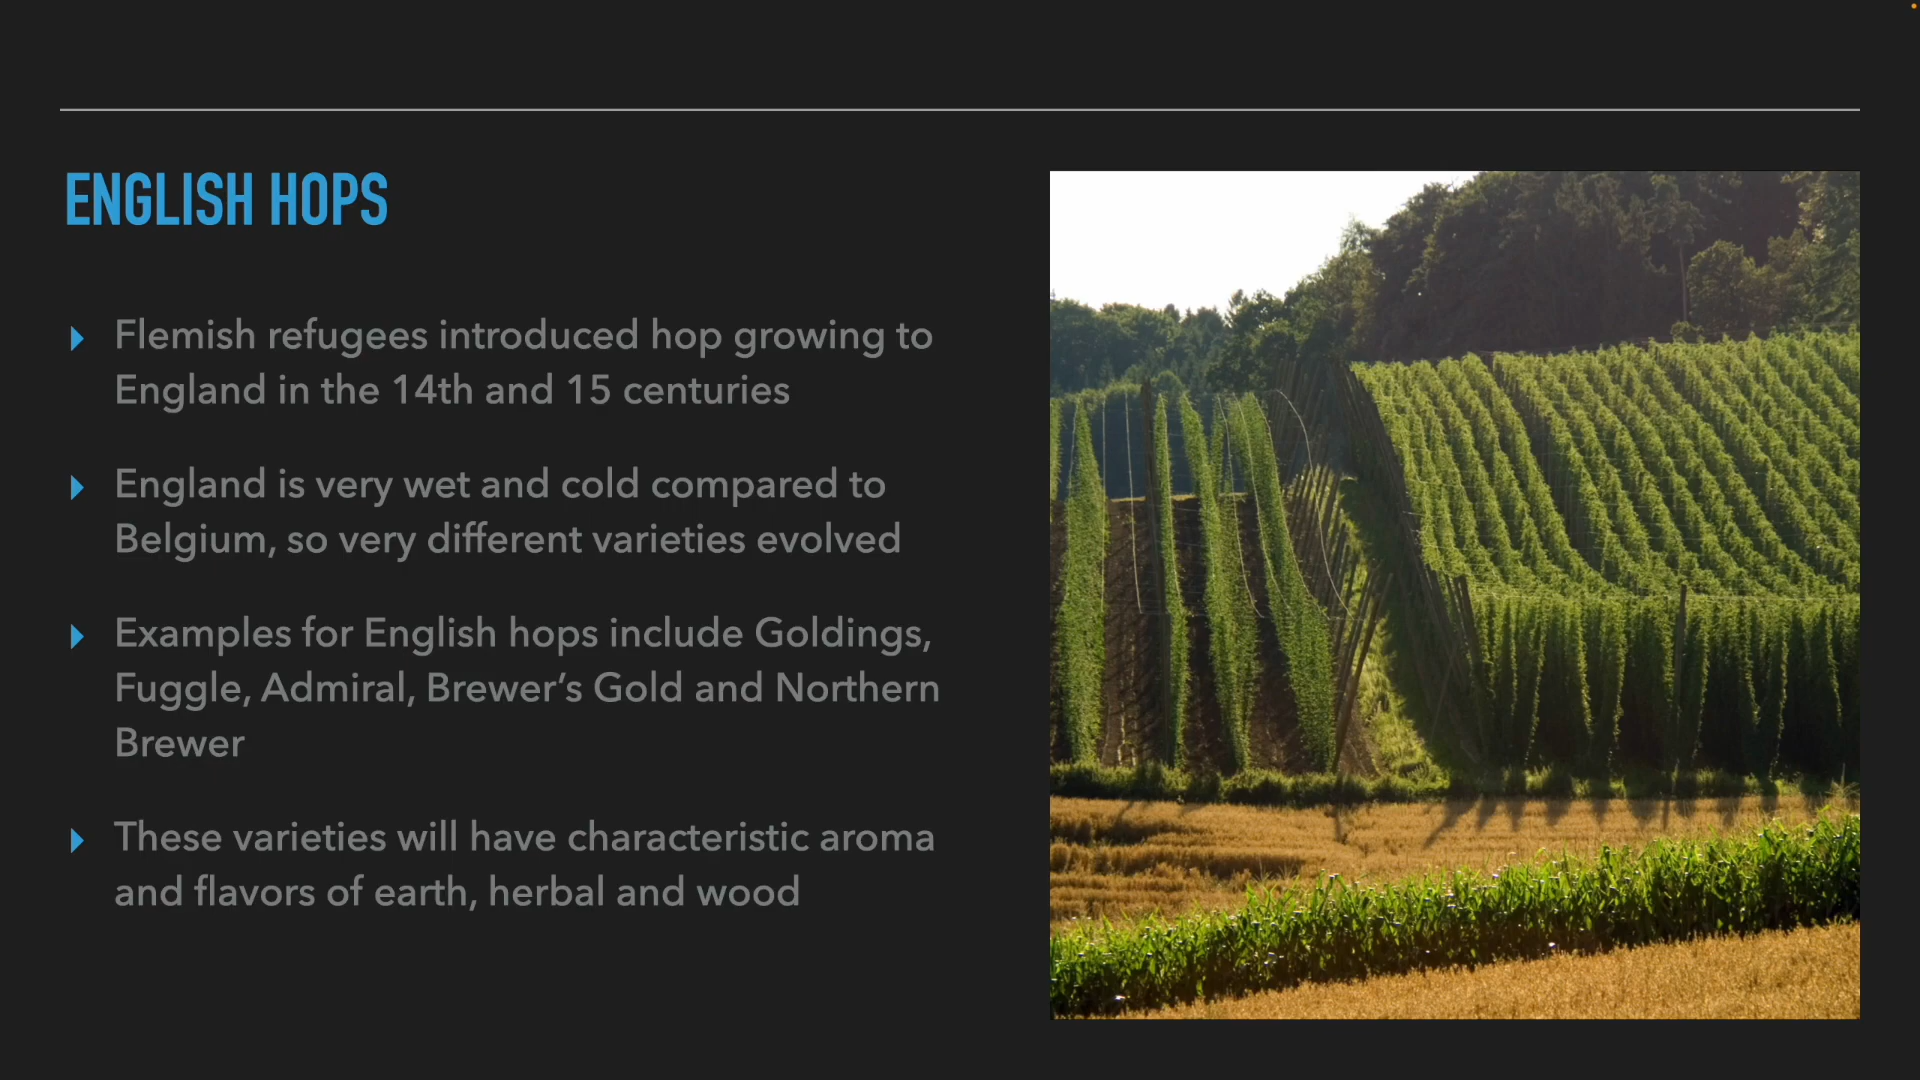 ENGLISH HOPS
Flemish refugees introduced hop growing to
England in the 14th and 15 centuries
England is very wet and cold compared to
Belgium, so very different varieties evolved
Examples for English hops include Goldings,
Fuggle, Admiral, Brewer’s Gold and Northern
Brewer
These varieties will have characteristic aroma
and flavors of earth, herbal and wood